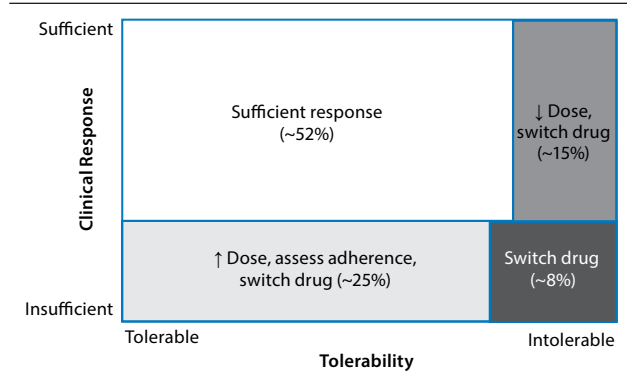 Sufficient
Clinical Response
Insufficient
Sufficient response
(~52%)
↓ Dose,
switch drug
(~15%)
↑ Dose, assess adherence,
switch drug (~25%)
Switch drug
(~8%)
Tolerable
Intolerable
Tolerability